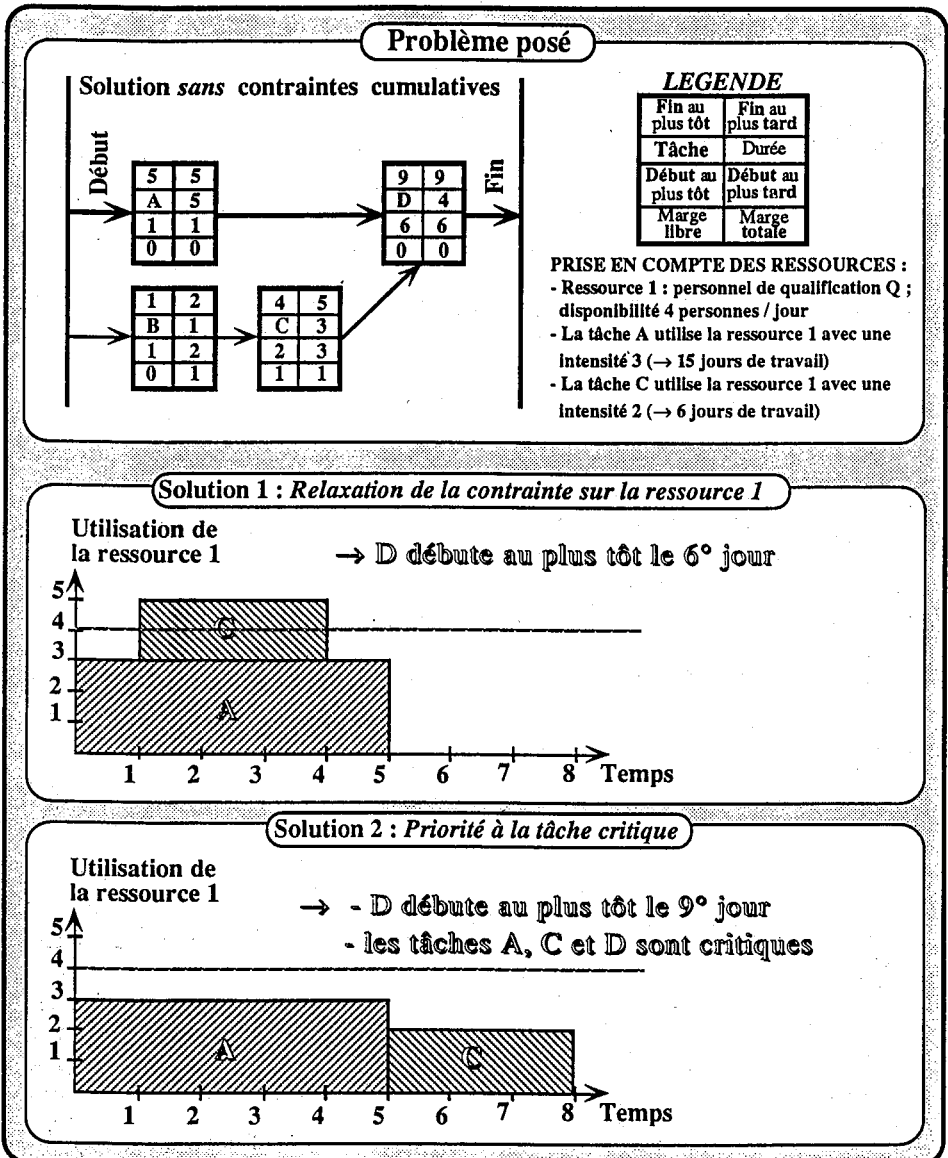 Problème posé
Solution sans contraintes cumulatives
Début
5 5
A 5
1 1
0 0
1 2
B 1
1 2
0 1
4 5
C 3
2 3
1 1
9 9
D 4
6 6
0 0
Fin
LEGENDE
Fin au plus tôt Fin au plus tard
Tâche Durée
Début au plus tôt Début au plus tard
Marge libre Marge totale
PRISE EN COMPTE DES RESSOURCES :
- Ressource 1 : personnel de qualification Q ;
disponibilité 4 personnes / jour
- La tâche A utilise la ressource 1 avec une
intensité 3 (→ 15 jours de travail)
- La tâche C utilise la ressource 1 avec une
intensité 2 (→ 6 jours de travail)
Solution 1 : Relaxation de la contrainte sur la ressource 1
Utilisation de
la ressource 1
→ D débute au plus tôt le 6° jour
5
4
3
2
1
C
A
1 2 3 4 5 6 7 8 Temps
Solution 2 : Priorité à la tâche critique
Utilisation de
la ressource 1
→ - D débute au plus tôt le 9° jour
- les tâches A, C et D sont critiques
5
4
3
2
1
A
C
1 2 3 4 5 6 7 8 Temps